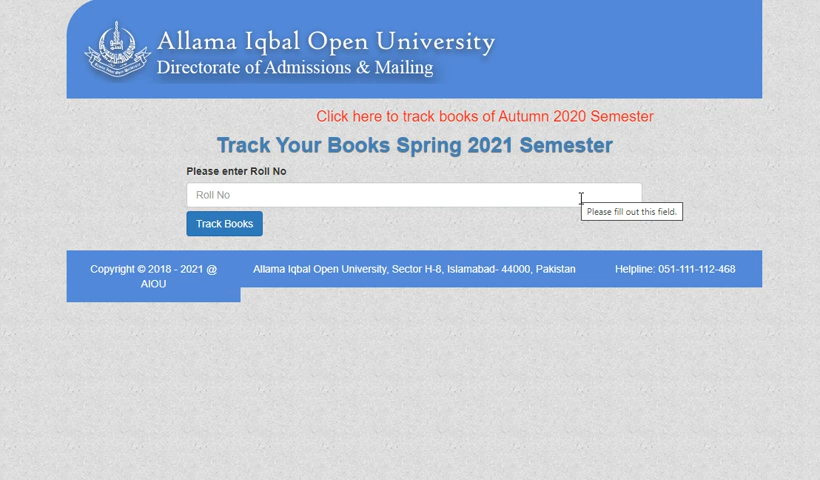 Allama Iqbal Open University
Directorate of Admissions & Mailing
Click here to track books of Autumn 2020 Semester
Track Your Books Spring 2021 Semester
Please enter Roll No
Roll No
Please fill out this field.
Track Books
Copyright © 2018 - 2021 @
AIOU
Allama Iqbal Open University, Sector H-8, Islamabad- 44000, Pakistan
Helpline: 051-111-112-468